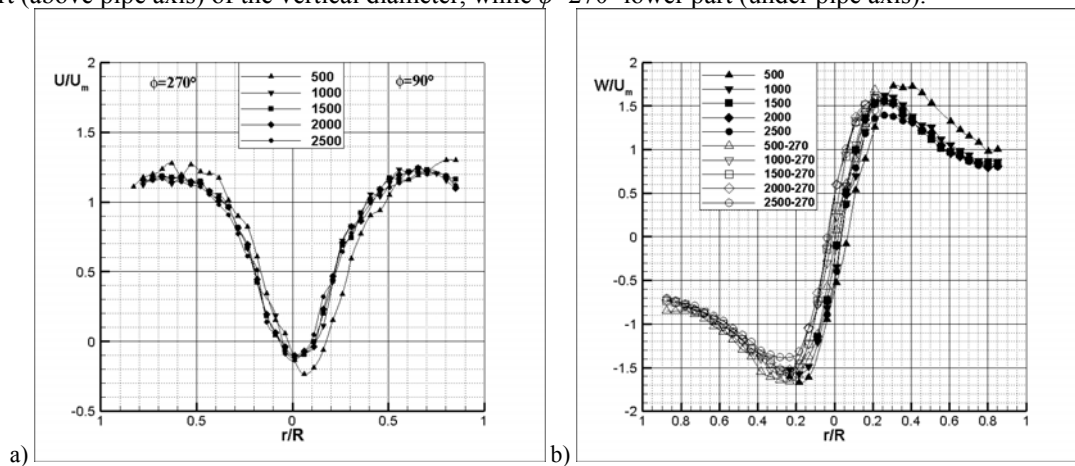 rt (above pipe axis) of the vertical diameter, while ϕ=270° lower part (under pipe axis).
U/Uₘ
ϕ=270°
ϕ=90°
500
1000
1500
2000
2500
2
1.5
1
0.5
0
-0.5
1 0.5 0 0.5 1
r/R
a)
W/Uₘ
500
1000
1500
2000
2500
500-270
1000-270
1500-270
2000-270
2500-270
2
1.5
1
0.5
0
-0.5
-1
-1.5
-2
1 0.8 0.6 0.4 0.2 0 0.2 0.4 0.6 0.8 1
r/R
b)